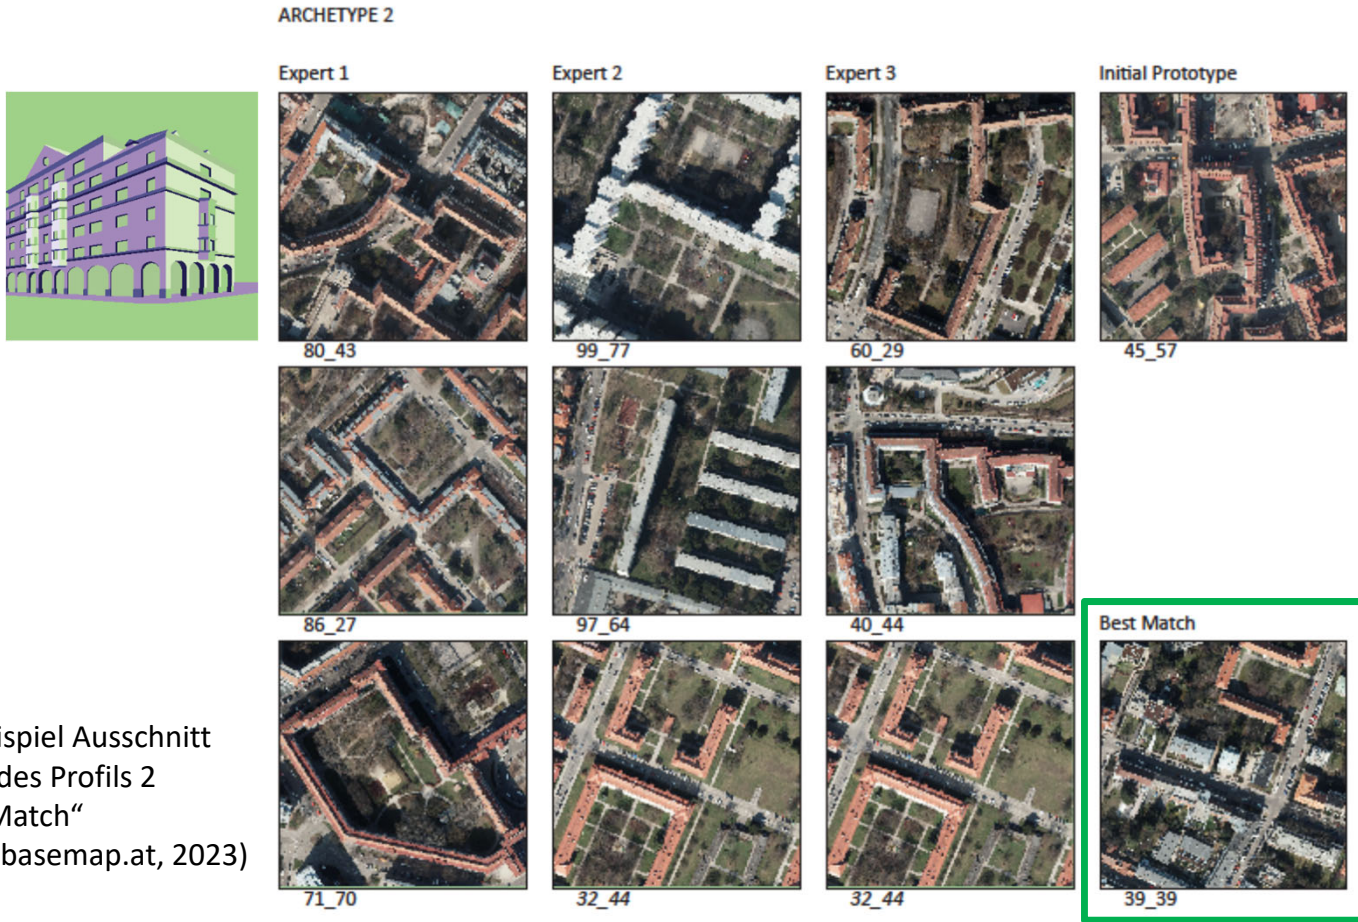 ARCHETYPE 2
Expert 1
Expert 2
Expert 3
Initial Prototype
80_43
99_77
60_29
45_57
86_27
97_64
40_44
Best Match
71_70
32_44
32_44
39_39
ispiel Ausschnitt
des Profils 2
Match“
basemap.at, 2023)